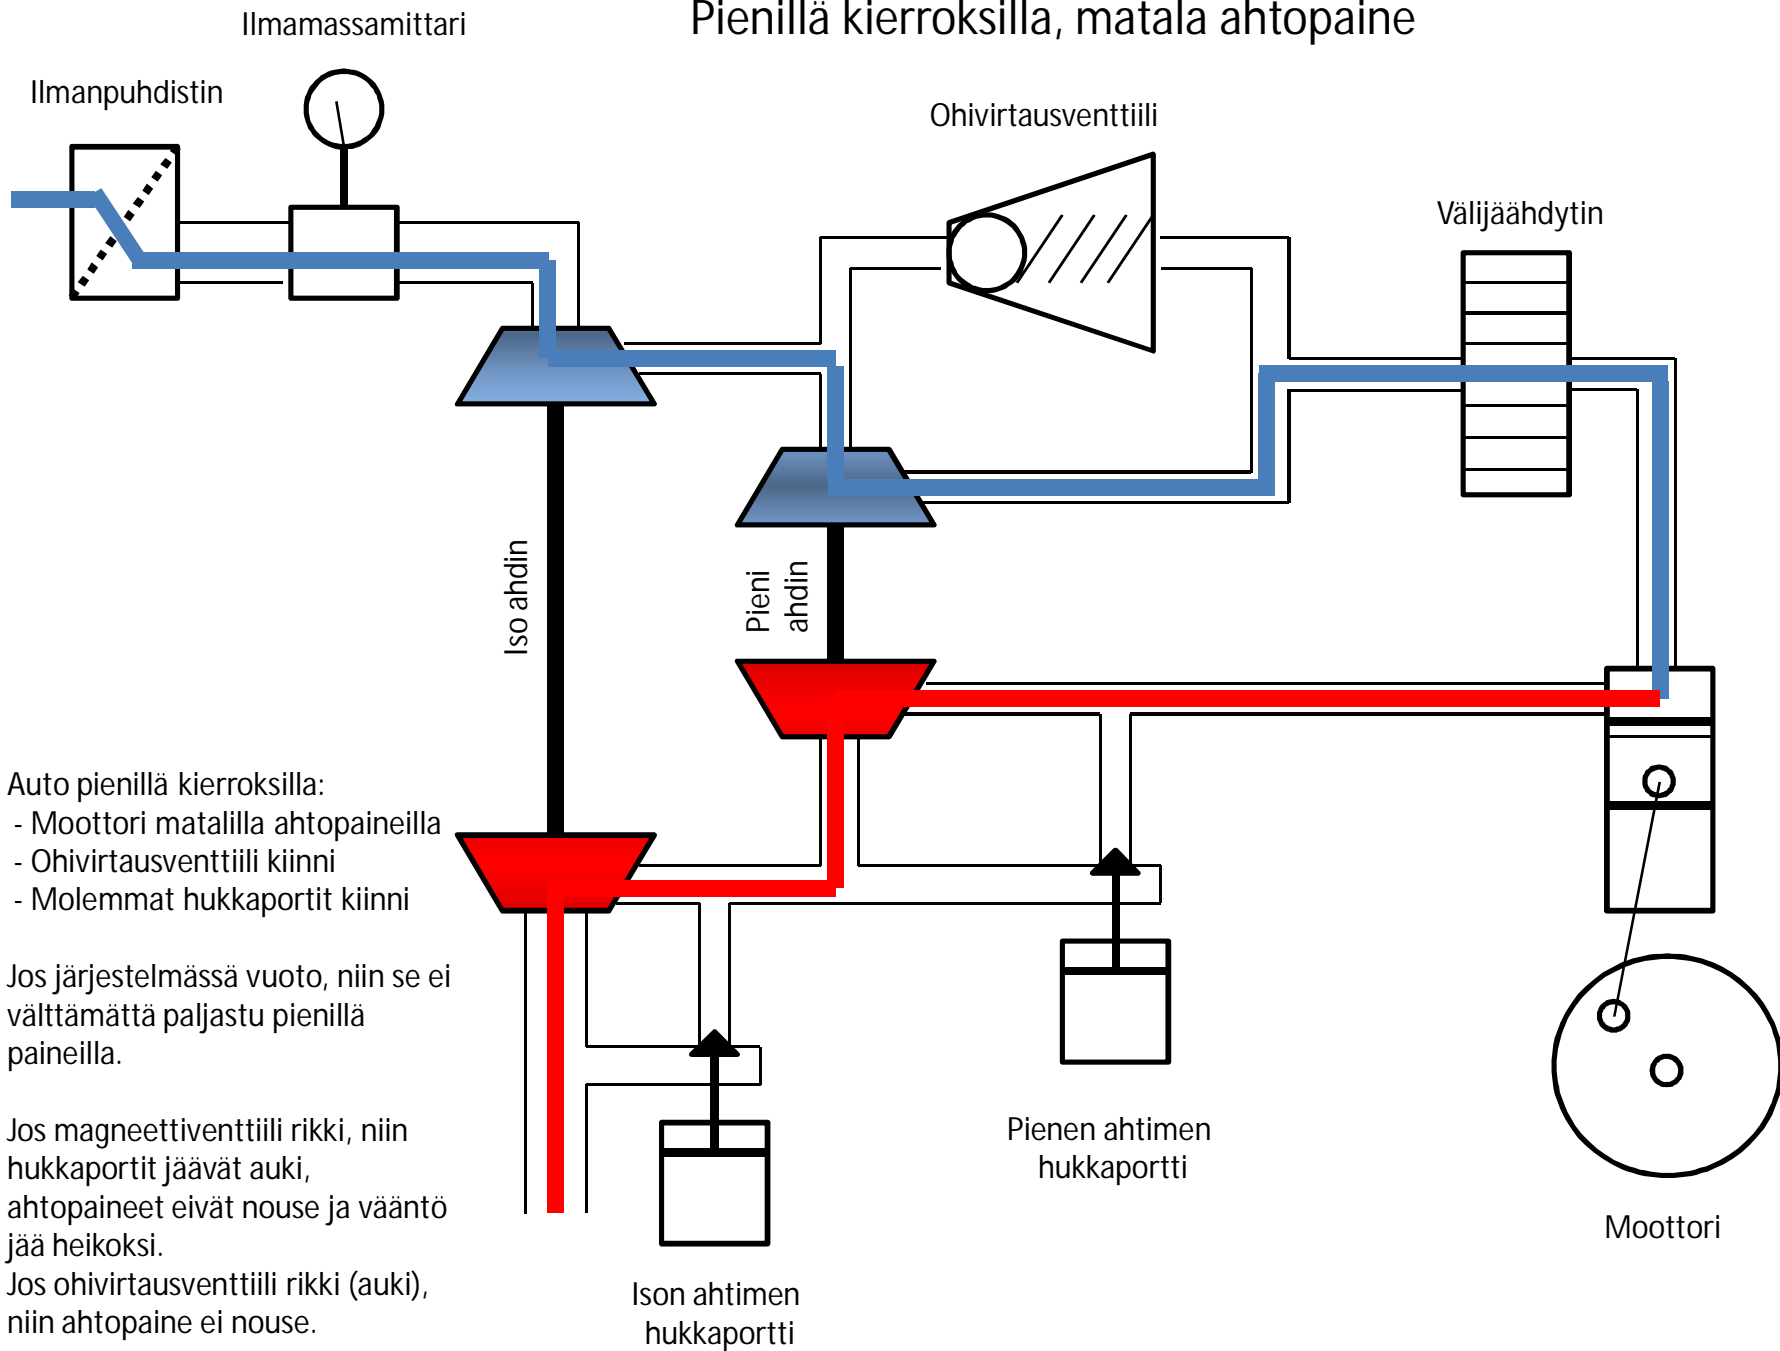 Pienillä kierroksilla, matala ahtopaine
Ilmamassamittari
Ilmanpuhdistin
Ohivirtausventtiili
Välijäähdytin
Iso ahdin
Pieni
ahdin
Auto pienillä kierroksilla:
- Moottori matalilla ahtopaineilla
- Ohivirtausventtiili kiinni
- Molemmat hukkaportit kiinni
Jos järjestelmässä vuoto, niin se ei
välttämättä paljastu pienillä
paineilla.
Jos magneettiventtiili rikki, niin
hukkaportit jäävät auki,
ahtopaineet eivät nouse ja vääntö
jää heikoksi.
Jos ohivirtausventtiili rikki (auki),
niin ahtopaine ei nouse.
Pienen ahtimen
hukkaportti
Moottori
Ison ahtimen
hukkaportti